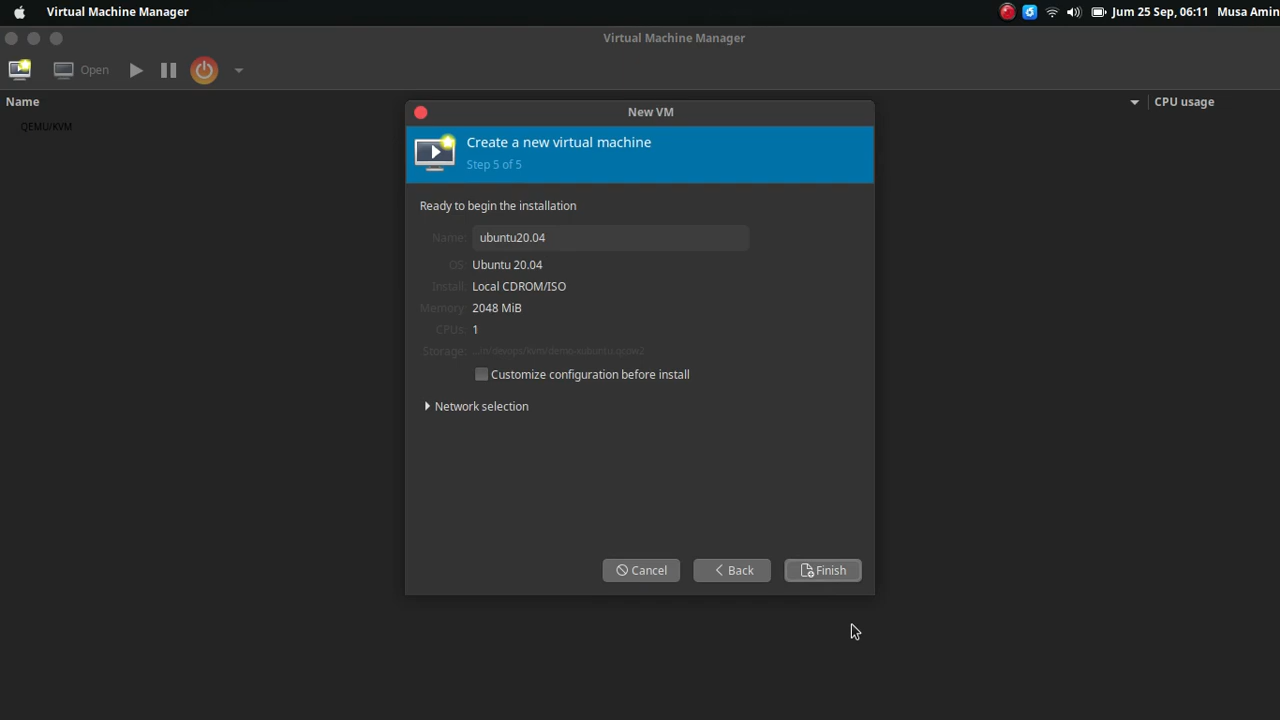 Virtual Machine Manager
Jum 25 Sep, 06:11 Musa Amin
Virtual Machine Manager
Open
Name
CPU usage
QEMU/KVM
New VM
Create a new virtual machine
Step 5 of 5
Ready to begin the installation
Name: ubuntu20.04
OS: Ubuntu 20.04
Install: Local CDROM/ISO
Memory: 2048 MiB
CPUs: 1
Storage:
Customize configuration before install
Network selection
Cancel
Back
Finish